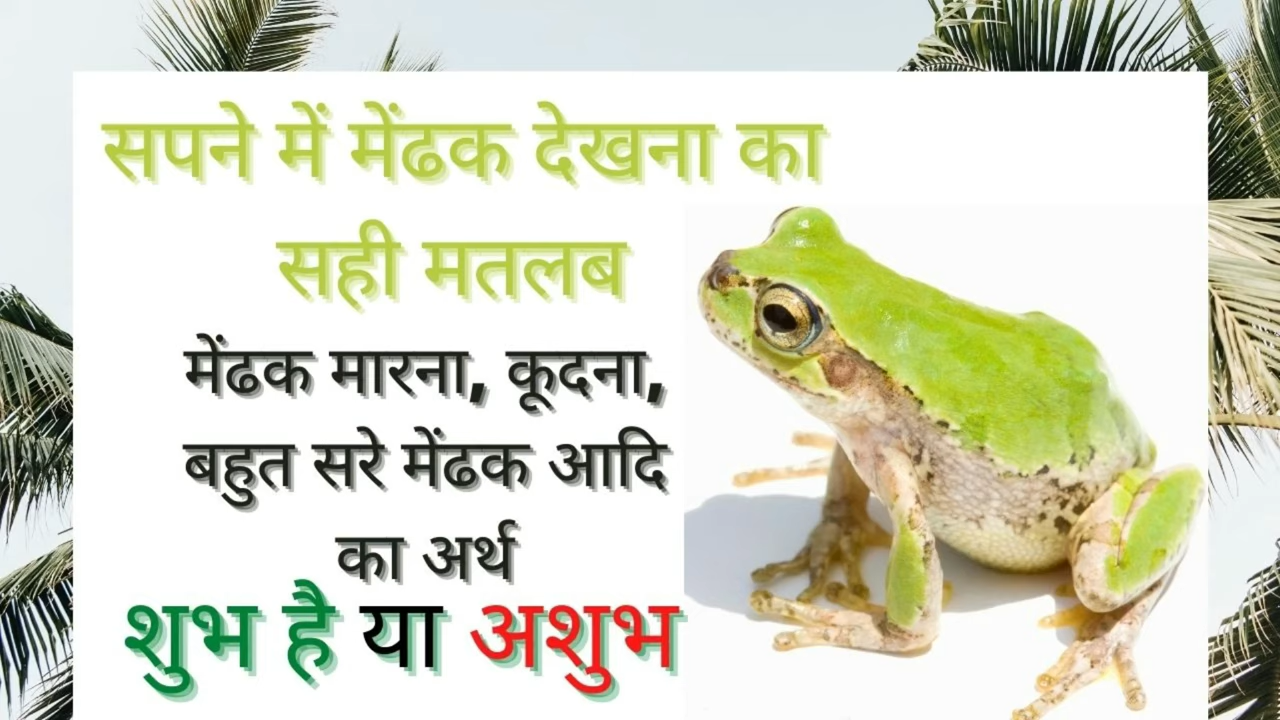 सपने में मेंढक देखना का
सही मतलब
मेंढक मारना, कूदना,
बहुत सरे मेंढक आदि
का अर्थ
शुभ है या अशुभ